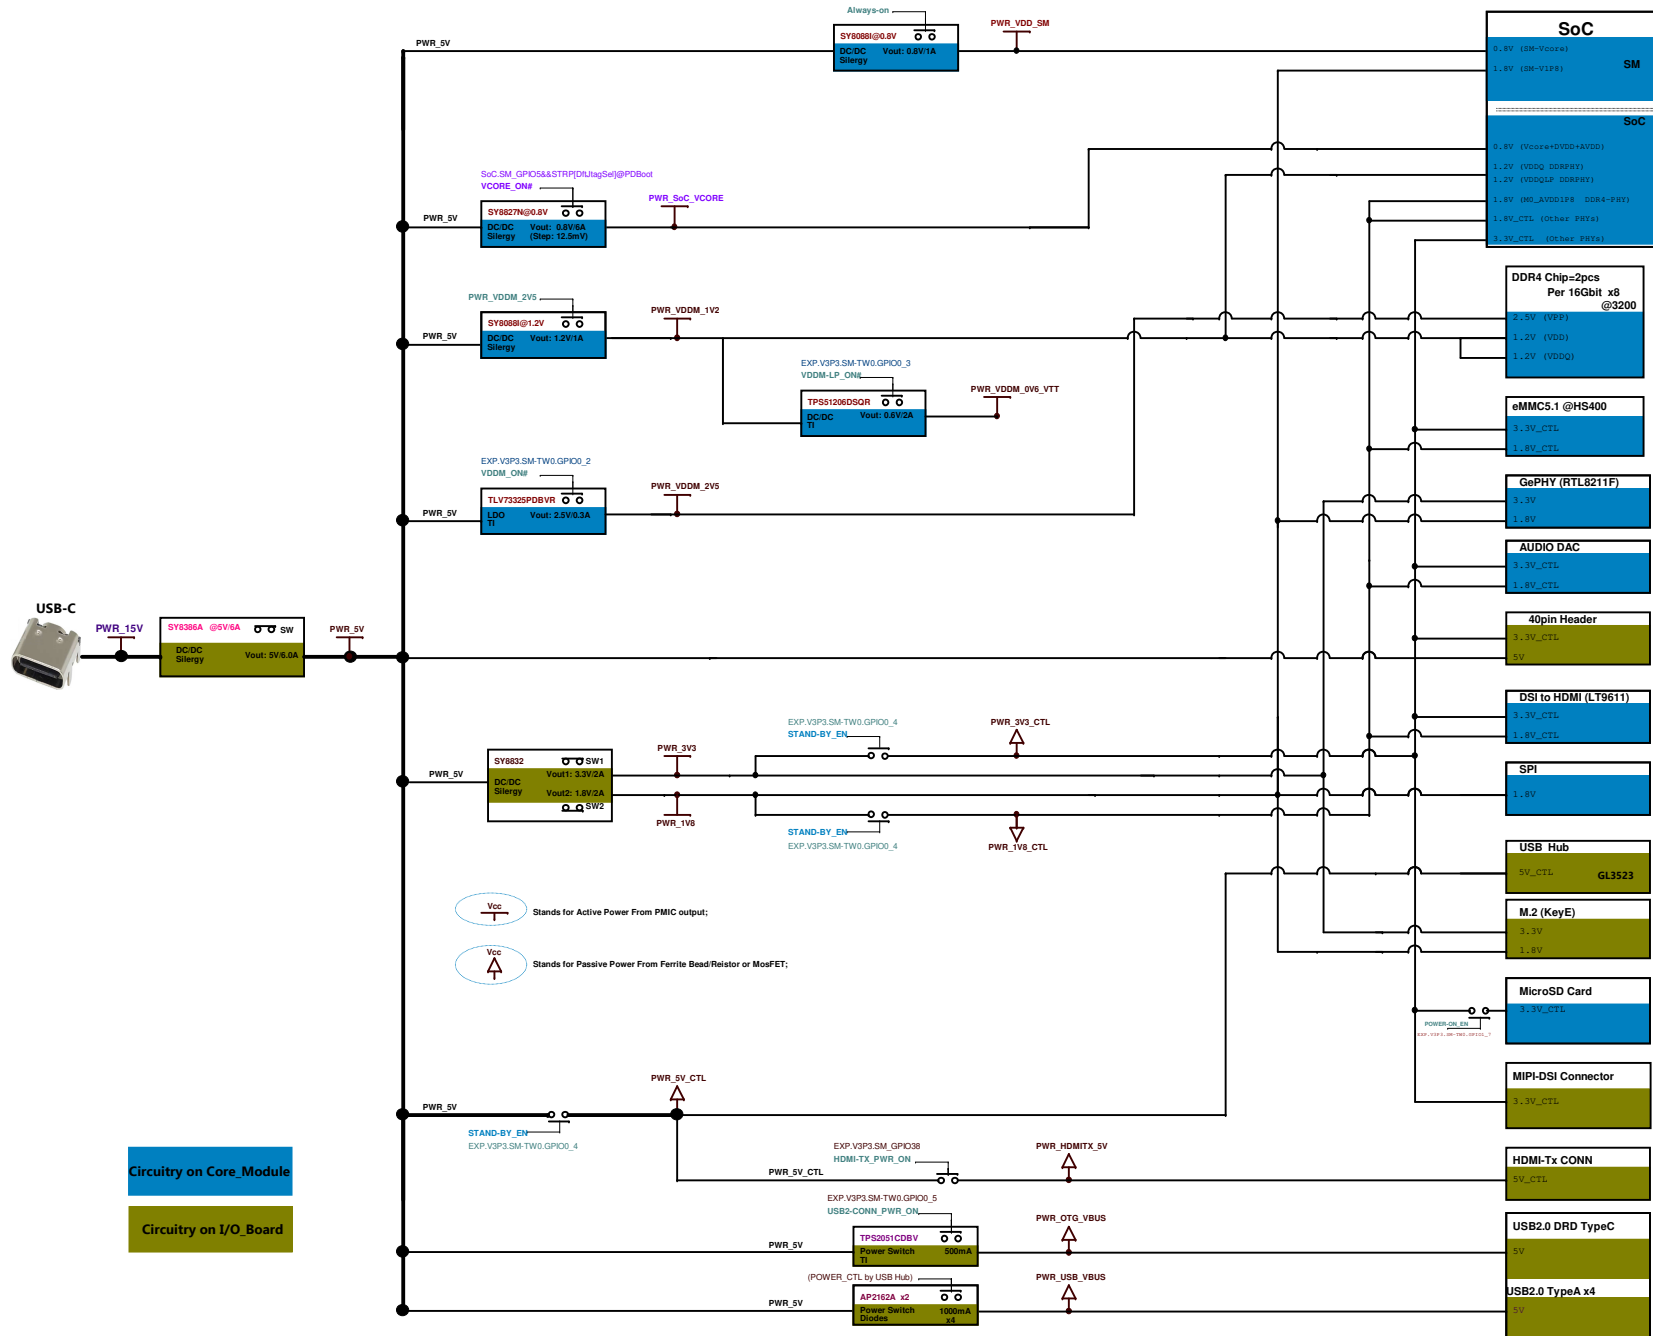 Always-on
SY8088I@0.8V
DC/DC
Silergy
Vout: 0.8V/1A
PWR_5V
PWR_VDD_SM
SoC
0.8V (SM-Vcore)
1.8V (SM-V1P8)
SM
SoC
0.8V (Vcore+DVDD+AVDD)
1.2V (VDDQ DDRPHY)
1.2V (VDDQLP DDRPHY)
1.8V (M0_AVDD1P8 DDR4-PHY)
1.8V_CTL (Other PHYs)
3.3V_CTL (Other PHYs)
SoC.SM_GPIO5&&STRP[DftJtagSel]@PDBoot
VCORE_ON#
SY8827N@0.8V
DC/DC
Silergy
Vout: 0.8V/6A
(Step: 12.5mV)
PWR_5V
PWR_SoC_VCORE
PWR_VDDM_2V5
SY8088I@1.2V
DC/DC
Silergy
Vout: 1.2V/1A
PWR_5V
PWR_VDDM_1V2
EXP.V3P3.SM-TW0.GPIO0_3
VDDM-LP_ON#
TPS51206DSQR
DC/DC
TI
Vout: 0.6V/2A
PWR_VDDM_0V6_VTT
DDR4 Chip=2pcs
Per 16Gbit x8
@3200
2.5V (VPP)
1.2V (VDD)
1.2V (VDDQ)
eMMC5.1 @HS400
3.3V_CTL
1.8V_CTL
EXP.V3P3.SM-TW0.GPIO0_2
VDDM_ON#
TLV73325PDBVR
LDO
TI
Vout: 2.5V/0.3A
PWR_5V
PWR_VDDM_2V5
GePHY (RTL8211F)
3.3V
1.8V
AUDIO DAC
3.3V_CTL
1.8V_CTL
USB-C
PWR_15V
SY8386A @5V/6A
SW
DC/DC
Silergy
Vout: 5V/6.0A
PWR_5V
40pin Header
3.3V_CTL
5V
DSI to HDMI (LT9611)
3.3V_CTL
1.8V_CTL
PWR_5V
SY8832
SW1
Vout1: 3.3V/2A
DC/DC
Silergy
Vout2: 1.8V/2A
SW2
PWR_3V3
PWR_1V8
EXP.V3P3.SM-TW0.GPIO0_4
STAND-BY_EN
PWR_3V3_CTL
STAND-BY_EN
EXP.V3P3.SM-TW0.GPIO0_4
PWR_1V8_CTL
SPI
1.8V
USB Hub
5V_CTL
GL3523
M.2 (KeyE)
3.3V
1.8V
Vcc
Stands for Active Power From PMIC output;
Vcc
Stands for Passive Power From Ferrite Bead/Reistor or MosFET;
MicroSD Card
3.3V_CTL
POWER-ON_EN
MIPI-DSI Connector
3.3V_CTL
PWR_5V
PWR_5V_CTL
STAND-BY_EN
EXP.V3P3.SM-TW0.GPIO0_4
PWR_5V_CTL
EXP.V3P3.SM_GPIO38
HDMI-TX_PWR_ON
PWR_HDMITX_5V
HDMI-Tx CONN
5V_CTL
Circuitry on Core_Module
Circuitry on I/O_Board
EXP.V3P3.SM-TW0.GPIO0_5
USB2-CONN_PWR_ON
PWR_5V
TPS2051CDBV
Power Switch
TI
500mA
PWR_OTG_VBUS
USB2.0 DRD TypeC
5V
(POWER_CTL by USB Hub)
PWR_5V
AP2162A x2
Power Switch
Diodes
1000mA
x4
PWR_USB_VBUS
USB2.0 TypeA x4
5V